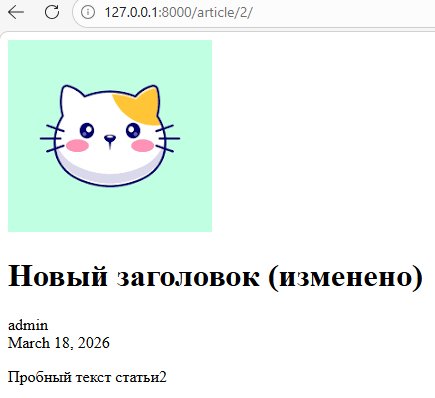 127.0.0.1:8000/article/2/
Новый заголовок (изменено)
admin
March 18, 2026
Пробный текст статьи2